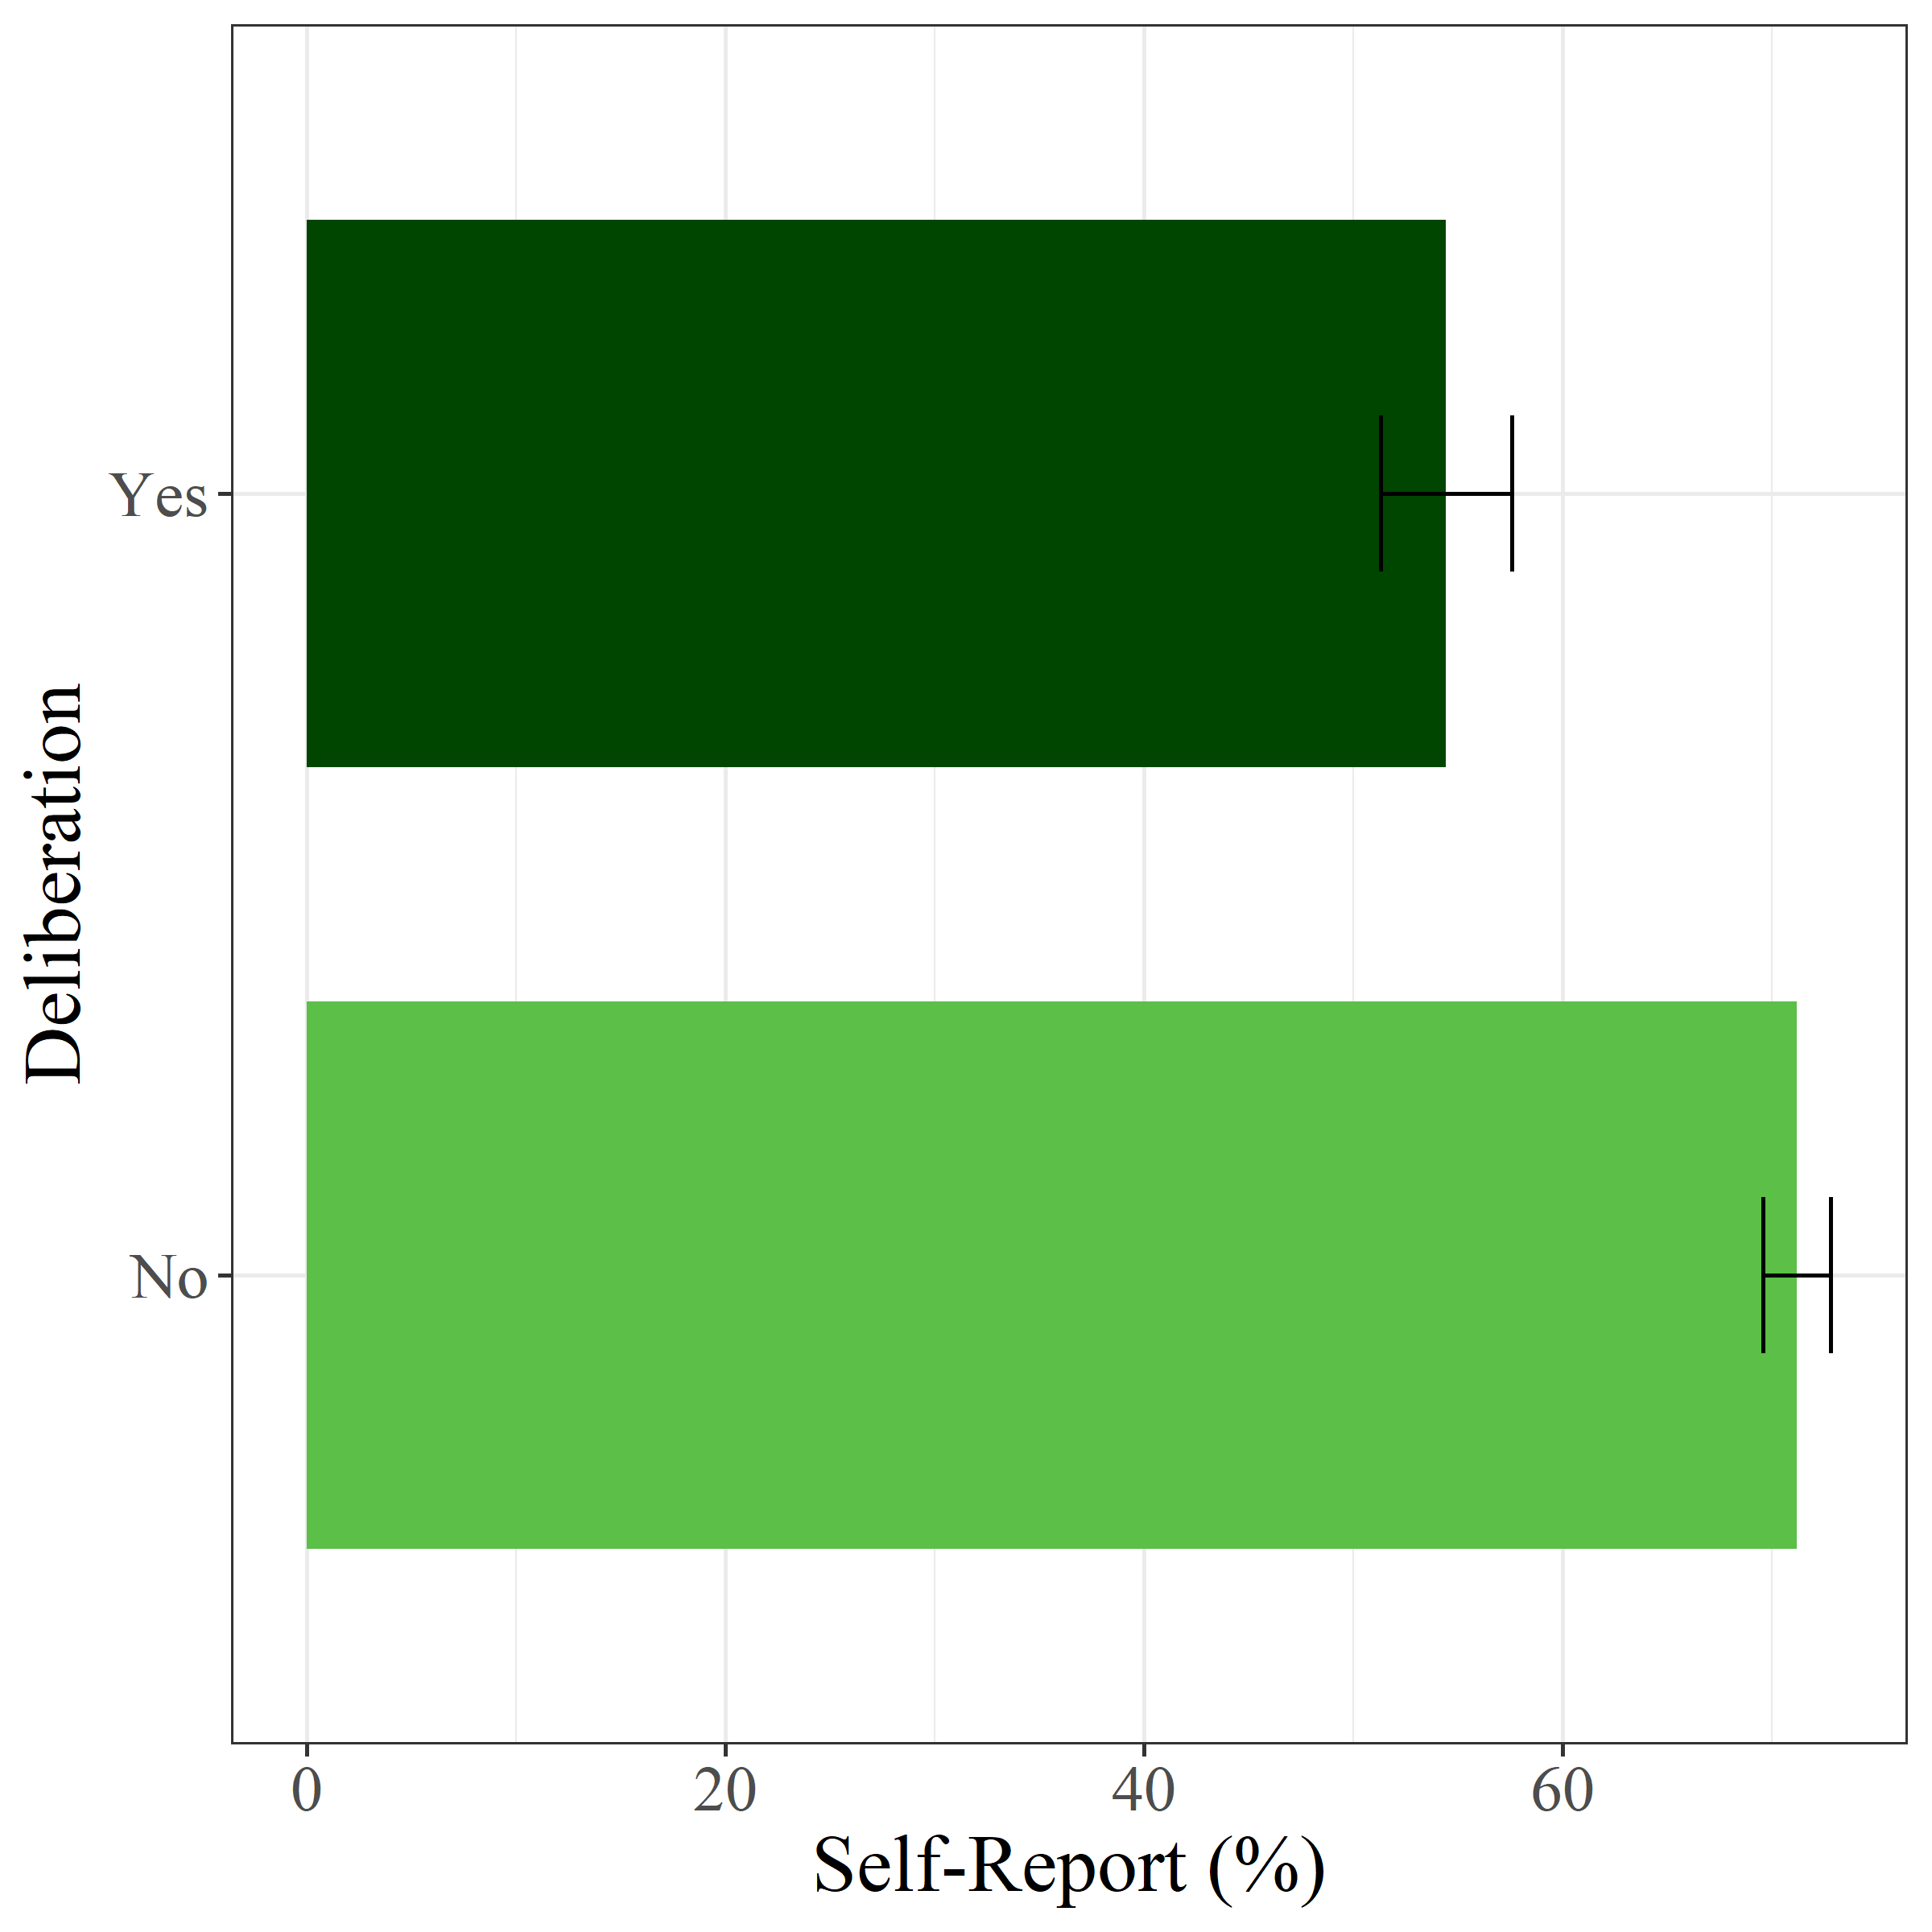 Deliberation
Yes
No
0 20 40 60
Self-Report (%)